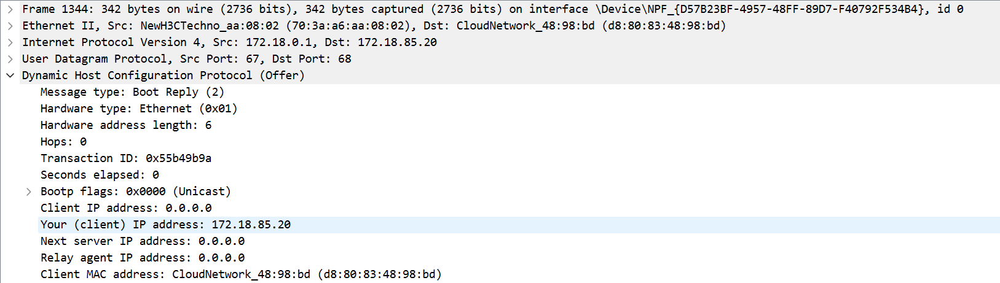 Frame 1344: 342 bytes on wire (2736 bits), 342 bytes captured (2736 bits) on interface \Device\NPF_{D57B23BF-4957-48FF-89D7-F40792F534B4}, id 0
Ethernet II, Src: NewH3CTechno_aa:08:02 (70:3a:a6:aa:08:02), Dst: CloudNetwork_48:98:bd (d8:80:83:48:98:bd)
Internet Protocol Version 4, Src: 172.18.0.1, Dst: 172.18.85.20
User Datagram Protocol, Src Port: 67, Dst Port: 68
Dynamic Host Configuration Protocol (Offer)
Message type: Boot Reply (2)
Hardware type: Ethernet (0x01)
Hardware address length: 6
Hops: 0
Transaction ID: 0x55b49b9a
Seconds elapsed: 0
Bootp flags: 0x0000 (Unicast)
Client IP address: 0.0.0.0
Your (client) IP address: 172.18.85.20
Next server IP address: 0.0.0.0
Relay agent IP address: 0.0.0.0
Client MAC address: CloudNetwork_48:98:bd (d8:80:83:48:98:bd)